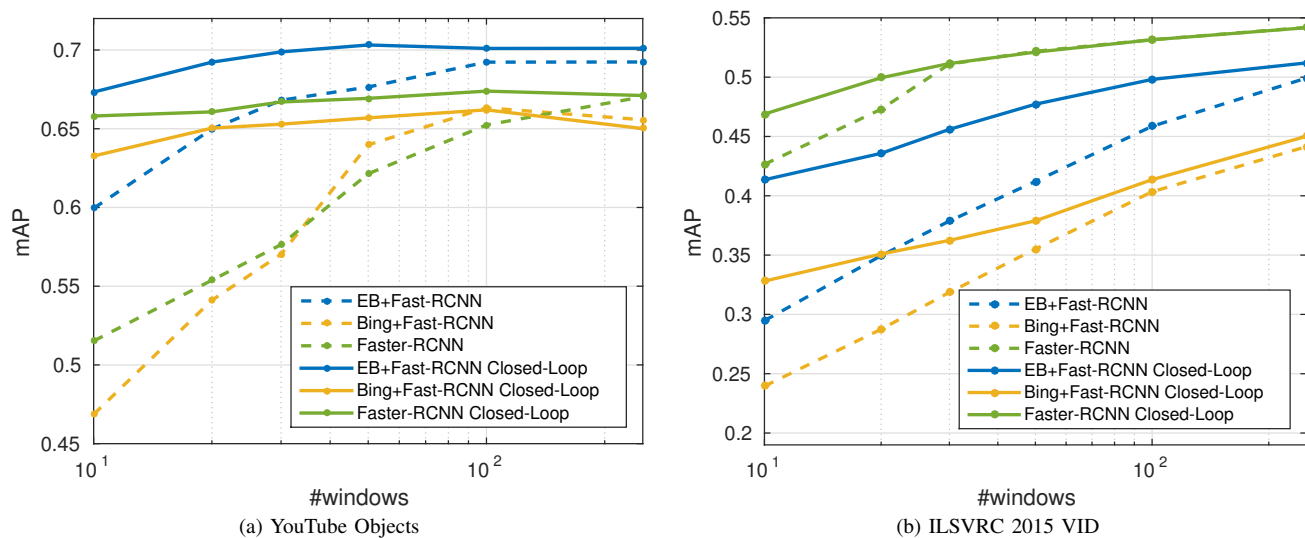 0.7
0.65
0.6
0.55
0.5
0.45
mAP
10^1
10^2
#windows
EB+Fast-RCNN
Bing+Fast-RCNN
Faster-RCNN
EB+Fast-RCNN Closed-Loop
Bing+Fast-RCNN Closed-Loop
Faster-RCNN Closed-Loop
(a) YouTube Objects
0.55
0.5
0.45
0.4
0.35
0.3
0.25
0.2
mAP
10^1
10^2
#windows
EB+Fast-RCNN
Bing+Fast-RCNN
Faster-RCNN
EB+Fast-RCNN Closed-Loop
Bing+Fast-RCNN Closed-Loop
Faster-RCNN Closed-Loop
(b) ILSVRC 2015 VID